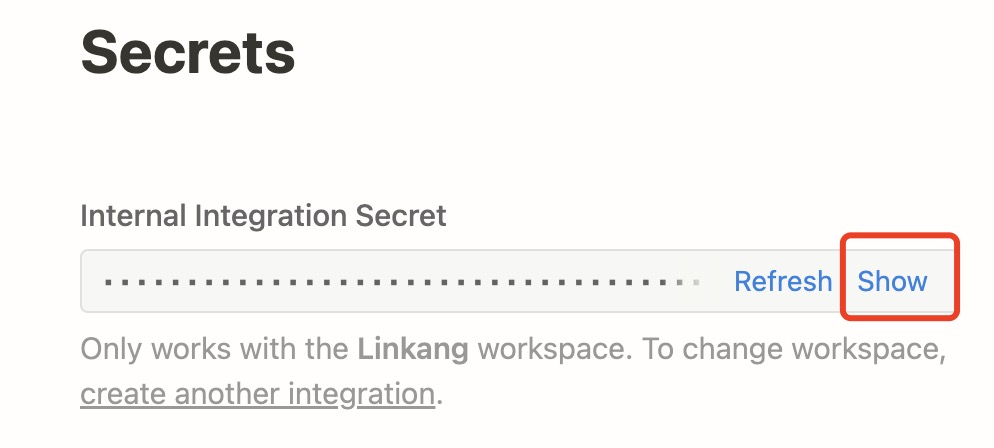 Secrets
Internal Integration Secret
Refresh Show
Only works with the Linkang workspace. To change workspace,
create another integration.